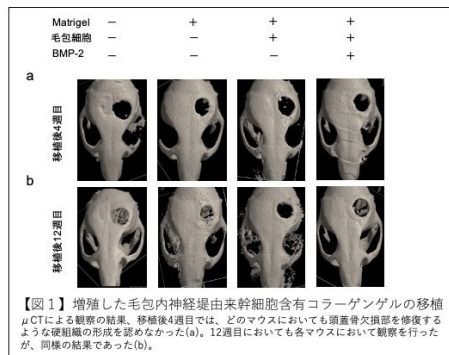 Matrigel － ＋ ＋ ＋
毛包細胞 － － ＋ ＋
BMP-2 － － － ＋
a
移植後4週目
b
移植後12週目
【図1】増殖した毛包内神経堤由来幹細胞含有コラーゲンゲルの移植
μCTによる観察の結果、移植後4週目では、どのマウスにおいても頭蓋骨欠損部を修復する
ような硬組織の形成を認めなかった(a)。12週目においても各マウスにおいて観察を行った
が、同様の結果であった(b)。